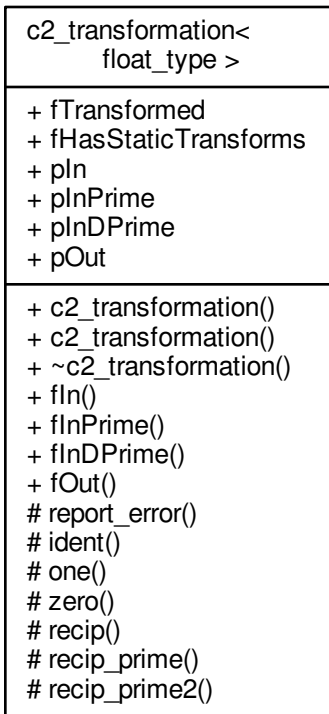 c2_transformation<
float_type >
+ fTransformed
+ fHasStaticTransforms
+ pIn
+ pInPrime
+ pInDPrime
+ pOut
+ c2_transformation()
+ c2_transformation()
+ ~c2_transformation()
+ fIn()
+ fInPrime()
+ fInDPrime()
+ fOut()
# report_error()
# ident()
# one()
# zero()
# recip()
# recip_prime()
# recip_prime2()